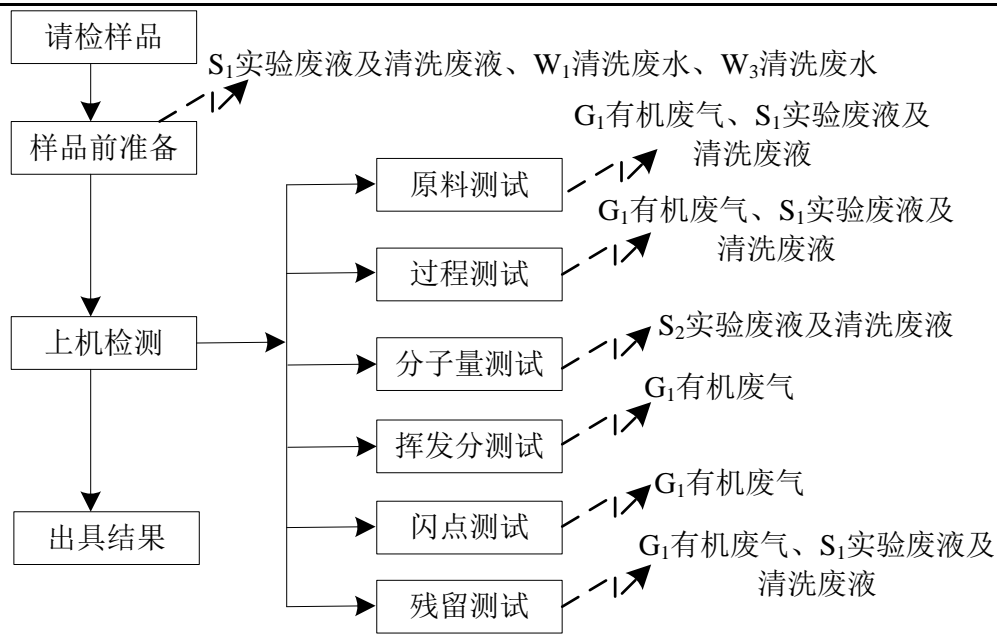 请检样品
S₁实验废液及清洗废液、W₁清洗废水、W₃清洗废水
样品前准备
G₁有机废气、S₁实验废液及
清洗废液
原料测试
G₁有机废气、S₁实验废液及
清洗废液
过程测试
上机检测
S₂实验废液及清洗废液
分子量测试
G₁有机废气
挥发分测试
G₁有机废气
闪点测试
出具结果
G₁有机废气、S₁实验废液及
清洗废液
残留测试